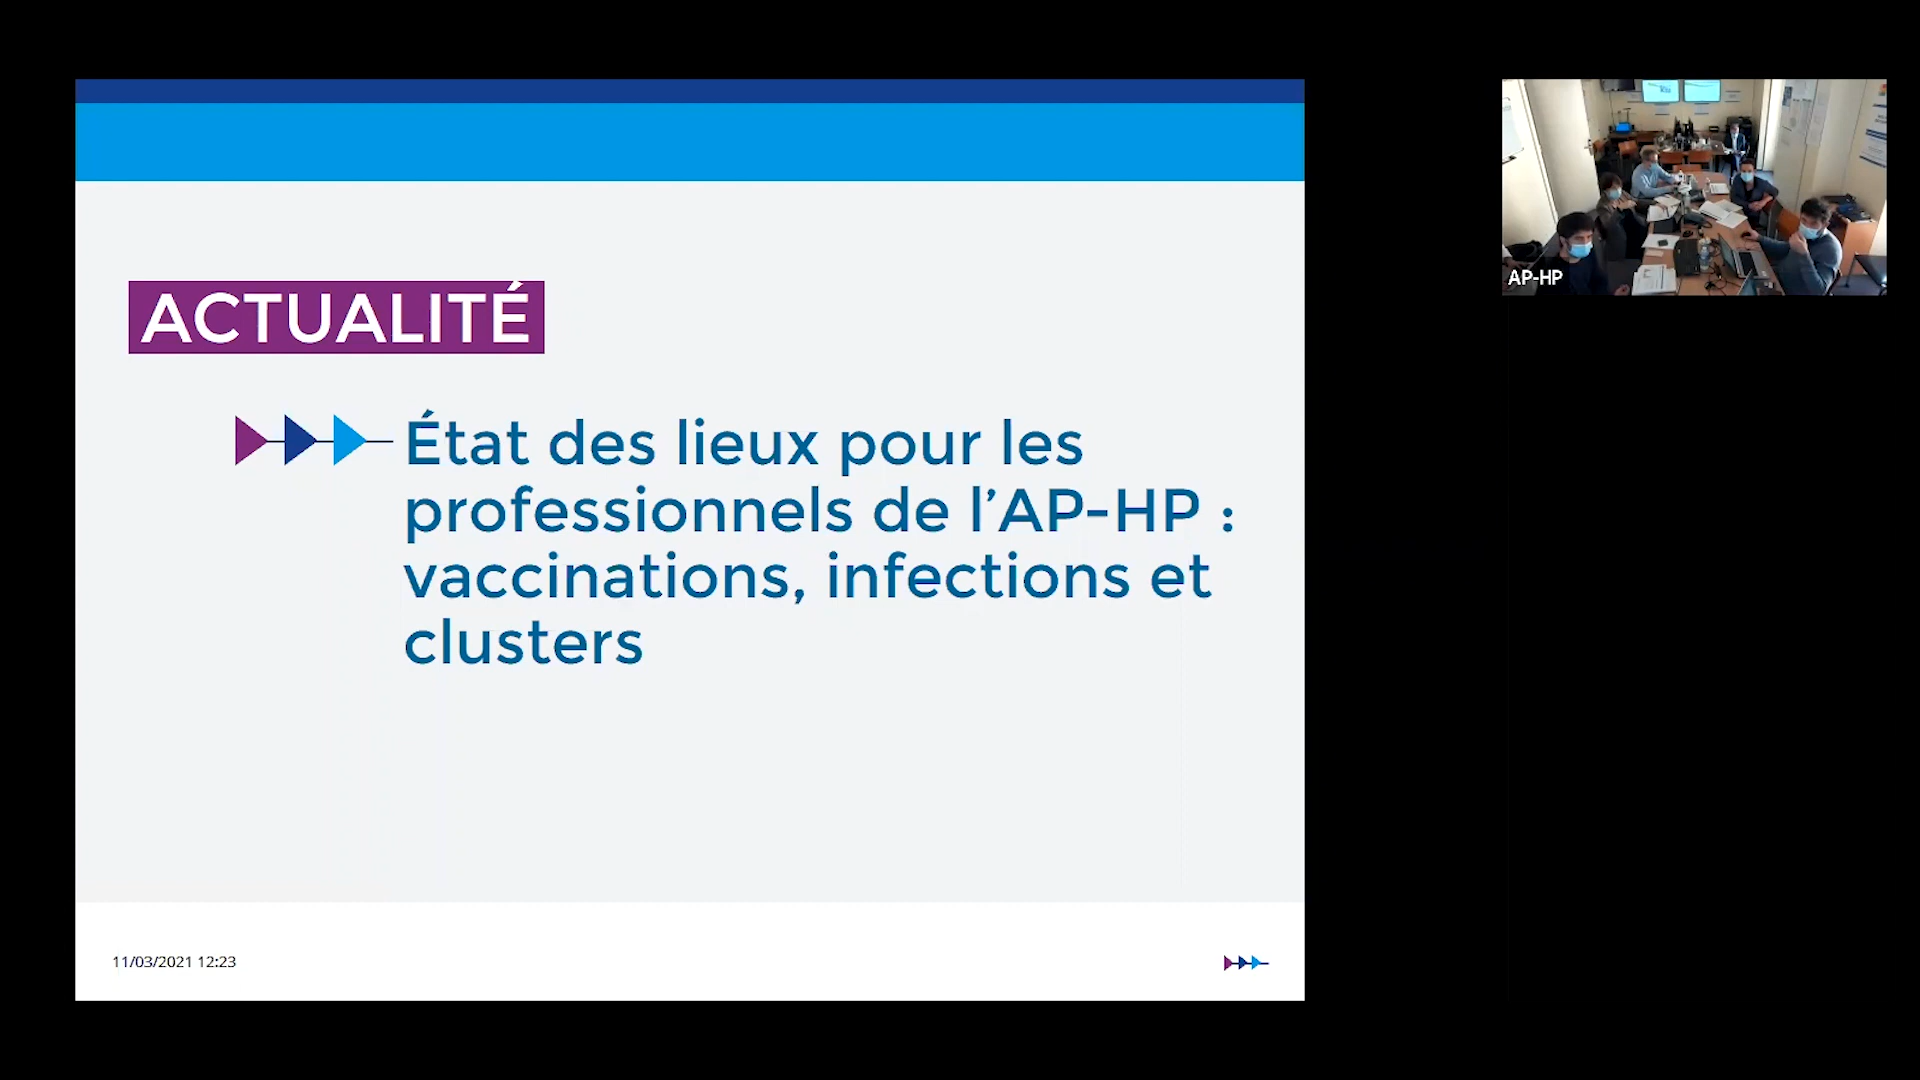 ACTUALITÉ
État des lieux pour les
professionnels de l’AP-HP :
vaccinations, infections et
clusters
11/03/2021 12:23
AP-HP